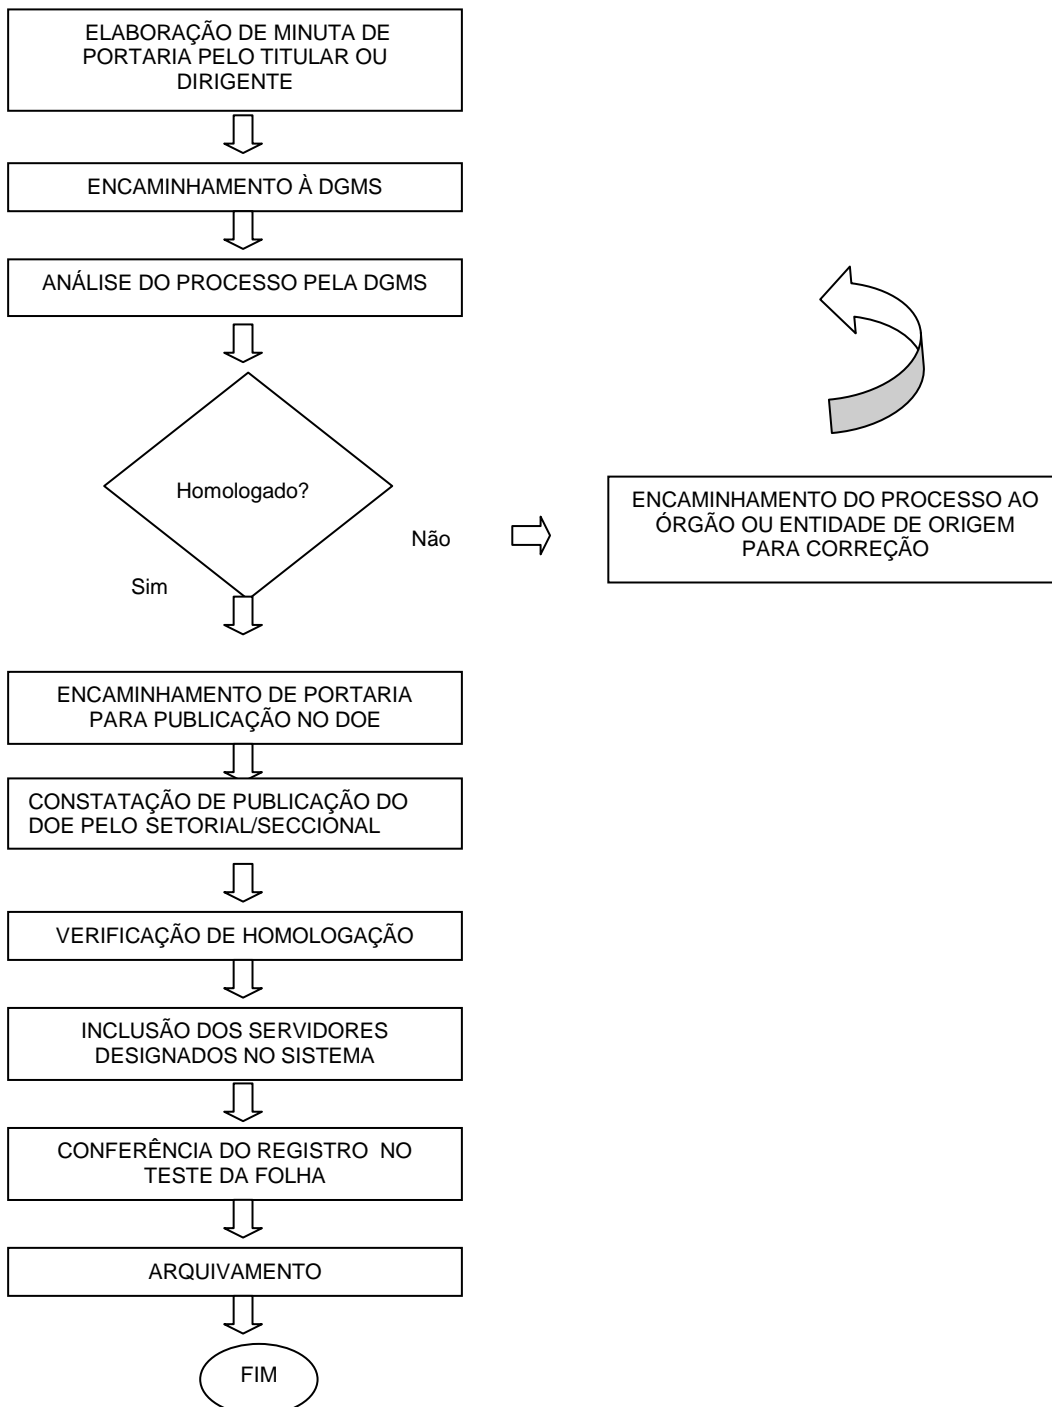 ELABORAÇÃO DE MINUTA DE
PORTARIA PELO TITULAR OU
DIRIGENTE
ENCAMINHAMENTO À DGMS
ANÁLISE DO PROCESSO PELA DGMS
Homologado?
Não
Sim
ENCAMINHAMENTO DO PROCESSO AO
ÓRGÃO OU ENTIDADE DE ORIGEM
PARA CORREÇÃO
ENCAMINHAMENTO DE PORTARIA
PARA PUBLICAÇÃO NO DOE
CONSTATAÇÃO DE PUBLICAÇÃO DO
DOE PELO SETORIAL/SECCIONAL
VERIFICAÇÃO DE HOMOLOGAÇÃO
INCLUSÃO DOS SERVIDORES
DESIGNADOS NO SISTEMA
CONFERÊNCIA DO REGISTRO NO
TESTE DA FOLHA
ARQUIVAMENTO
FIM